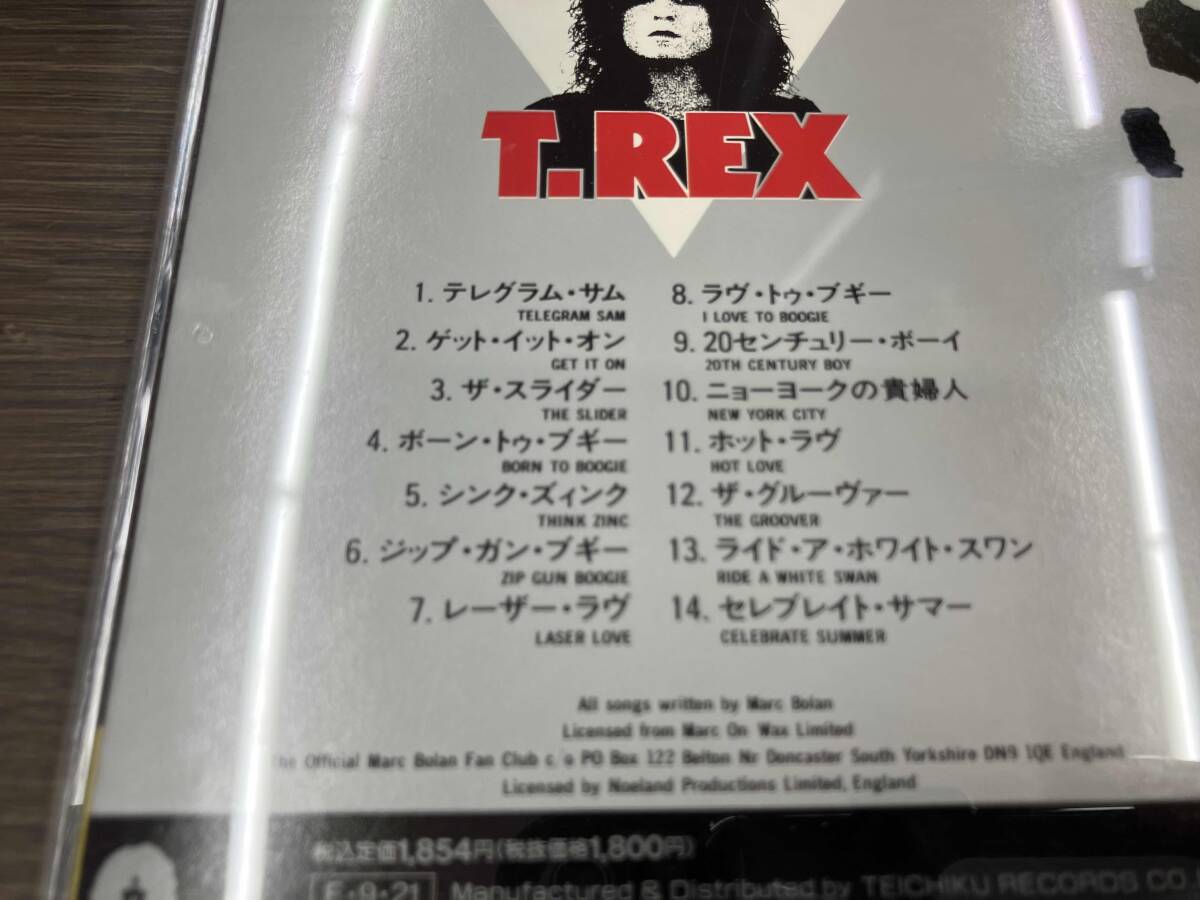 T.REX
1. テレグラム・サム
TELEGRAM SAM
2. ゲット・イット・オン
GET IT ON
3. ザ・スライダー
THE SLIDER
4. ボーン・トゥ・ブギー
BORN TO BOOGIE
5. シンク・ズィンク
THINK ZINC
6. ジップ・ガン・ブギー
ZIP GUN BOOGIE
7. レーザー・ラヴ
LASER LOVE
8. ラヴ・トゥ・ブギー
I LOVE TO BOOGIE
9. 20センチュリー・ボーイ
20TH CENTURY BOY
10. ニューヨークの貴婦人
NEW YORK CITY
11. ホット・ラヴ
HOT LOVE
12. ザ・グルーヴァー
THE GROOVER
13. ライド・ア・ホワイト・スワン
RIDE A WHITE SWAN
14. セレブレイト・サマー
CELEBRATE SUMMER
All songs written by Marc Bolan
Licensed from Marc On Wax Limited
The Official Marc Bolan Fan Club c/o PO Box 122 Belton Nr Doncaster South Yorkshire DN9 1QE England
Licensed by Noeland Productions Limited, England
税込定価1,854円(税抜価格1,800円)
E・9・21 Manufactured & Distributed by TEICHIKU RECORDS CO